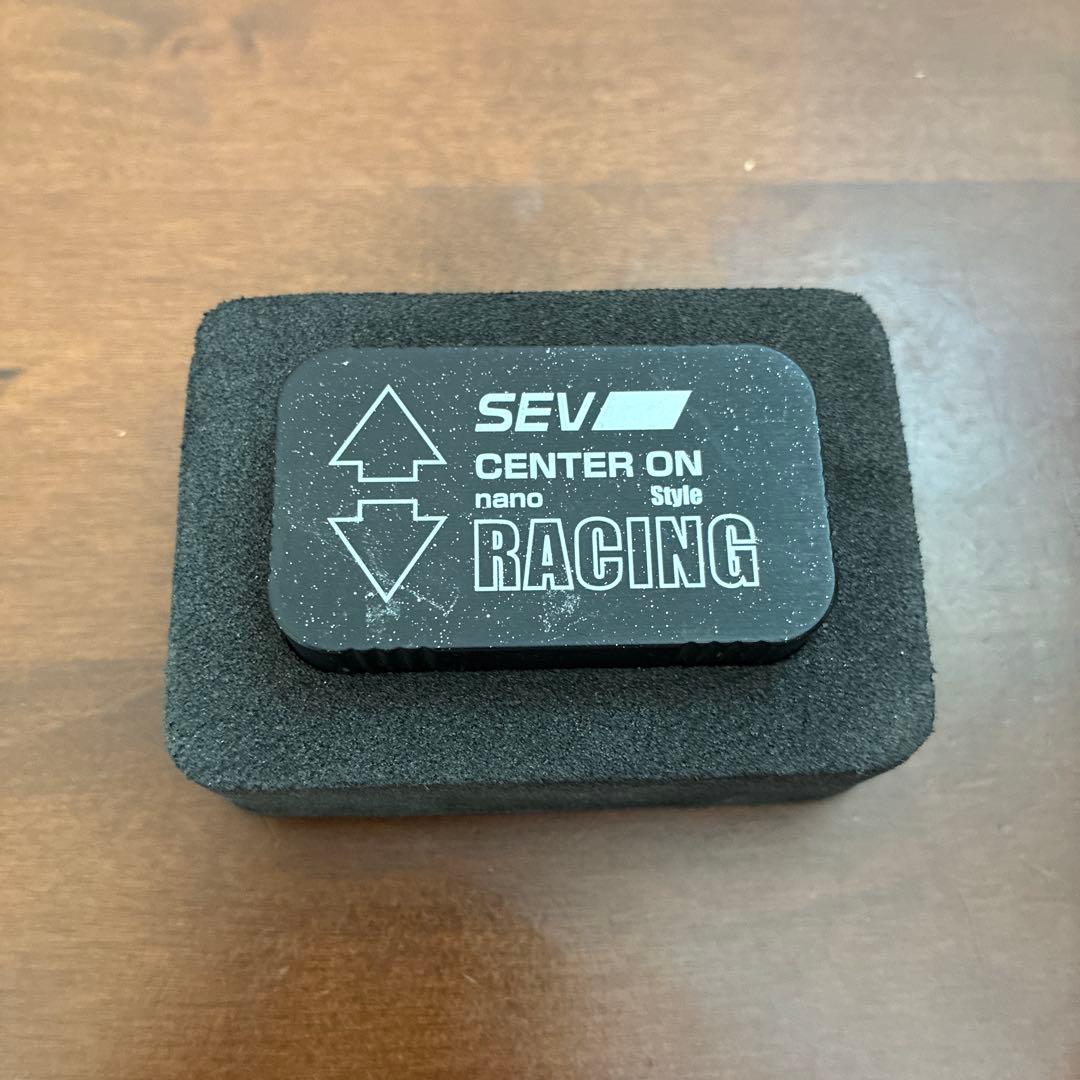 SEV
CENTER ON
nano Style
RACING